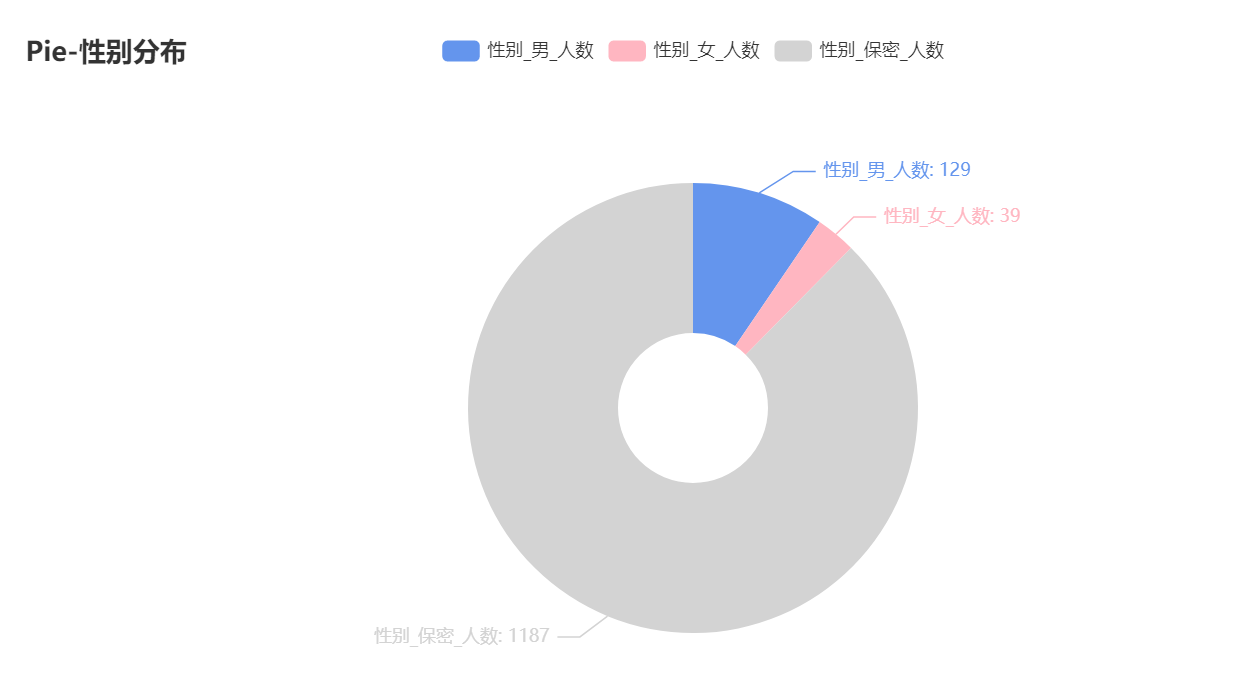 Pie-性别分布
性别_男_人数 性别_女_人数 性别_保密_人数
性别_男_人数: 129
性别_女_人数: 39
性别_保密_人数: 1187